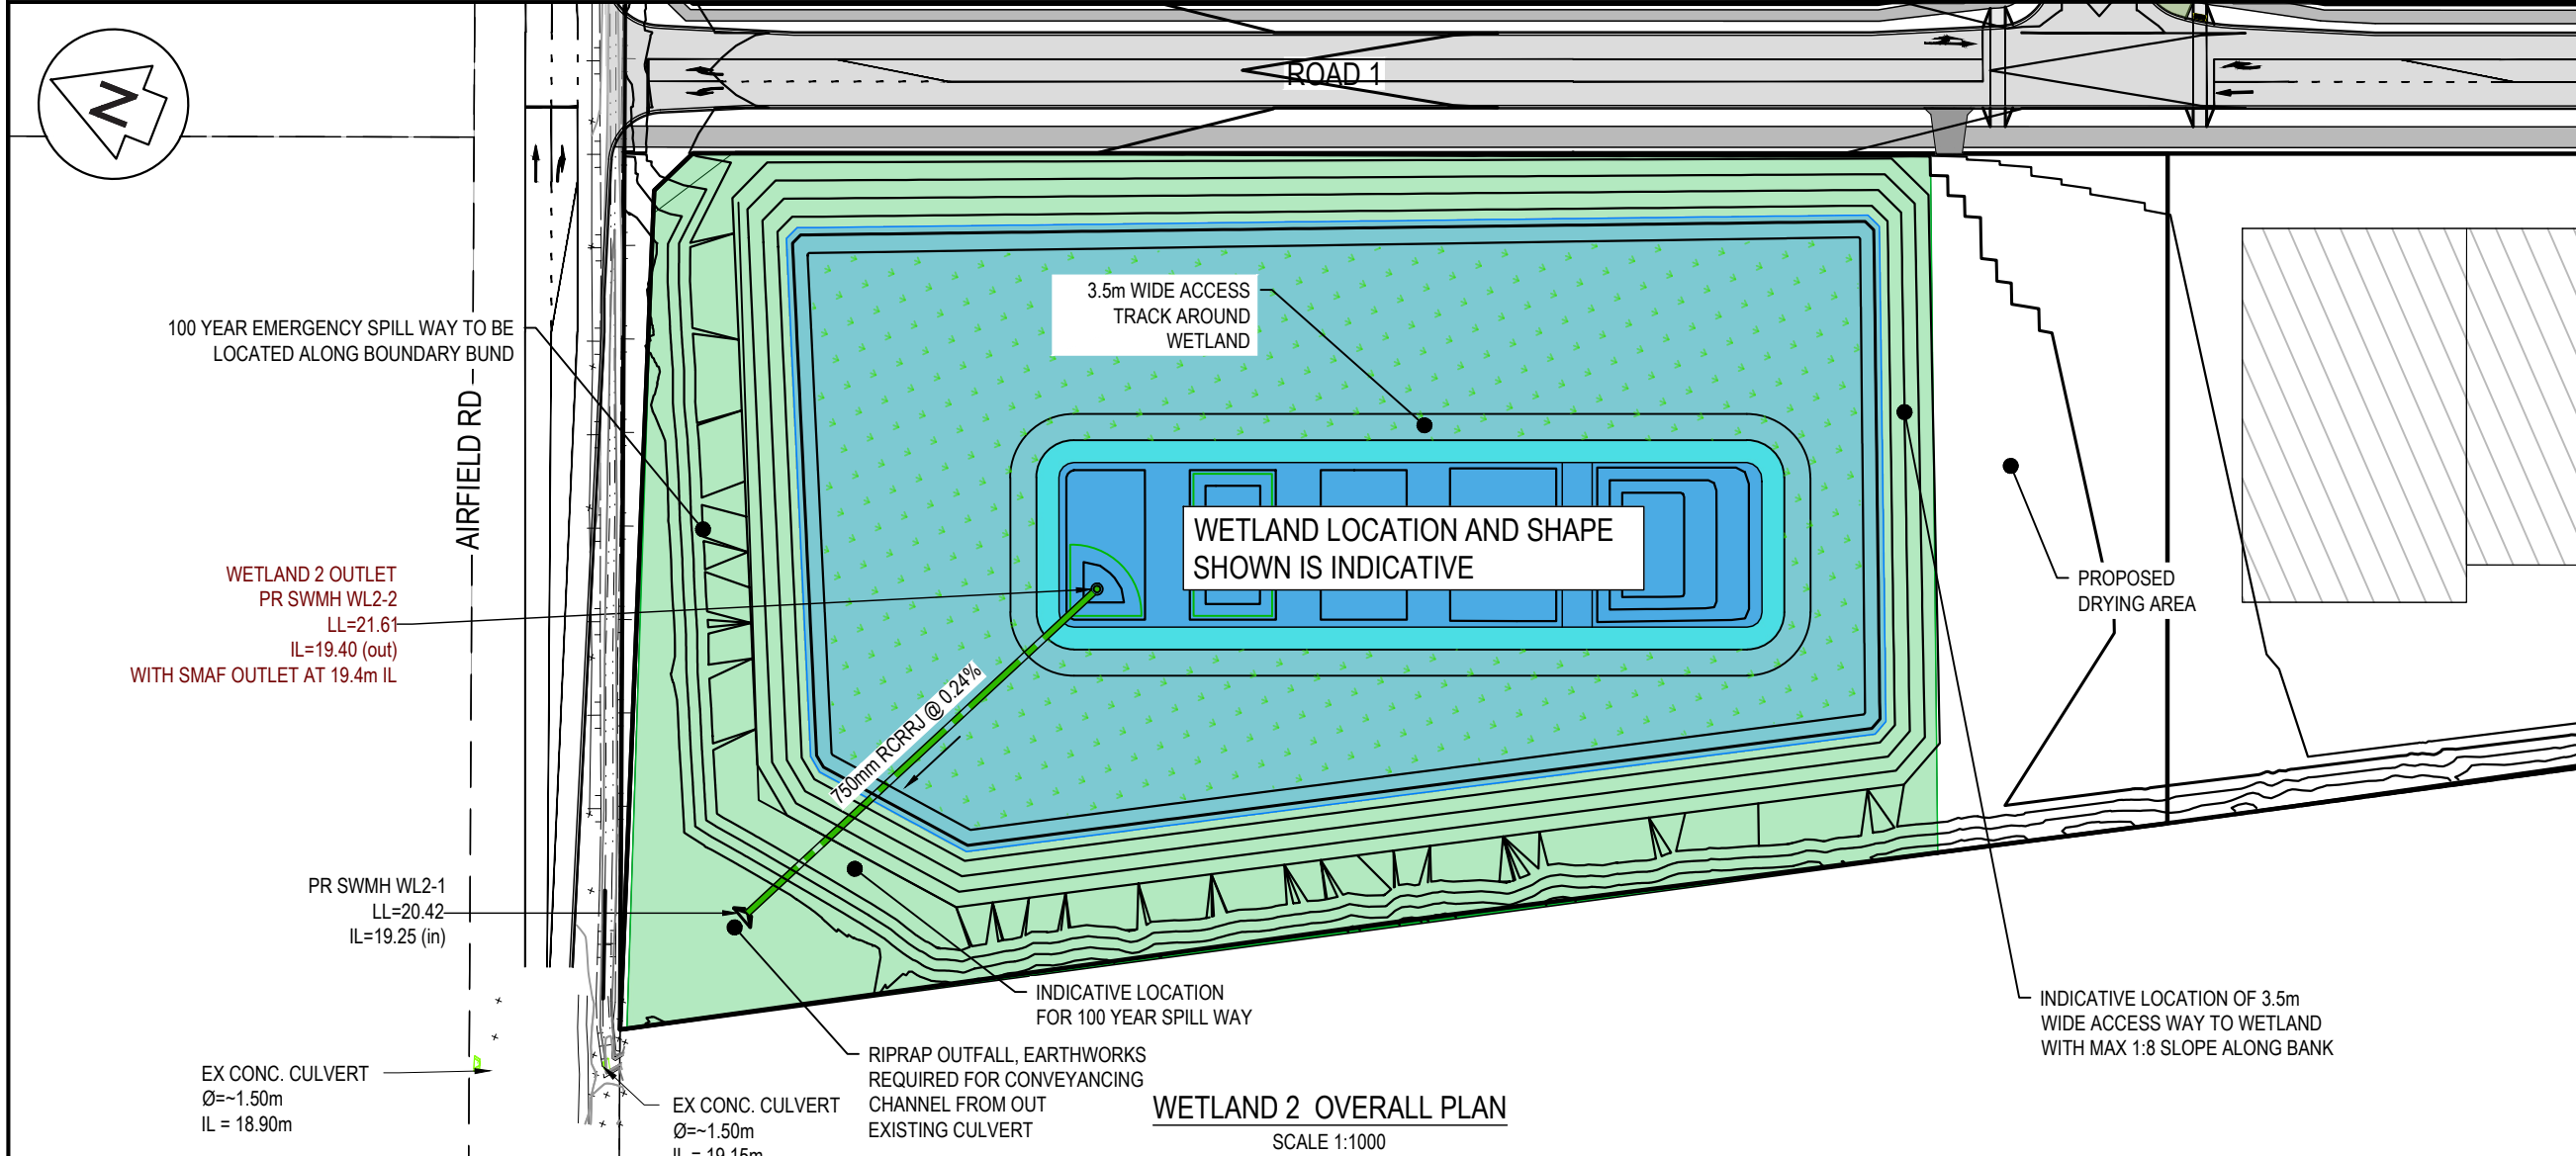 N
ROAD 1
3.5m WIDE ACCESS
TRACK AROUND
WETLAND
100 YEAR EMERGENCY SPILL WAY TO BE
LOCATED ALONG BOUNDARY BUND
AIRFIELD RD
WETLAND LOCATION AND SHAPE
SHOWN IS INDICATIVE
WETLAND 2 OUTLET
PR SWMH WL2-2
LL=21.61
IL=19.40 (out)
WITH SMAF OUTLET AT 19.4m IL
PROPOSED
DRYING AREA
750mm RCRRJ @ 0.24%
PR SWMH WL2-1
LL=20.42
IL=19.25 (in)
INDICATIVE LOCATION
FOR 100 YEAR SPILL WAY
INDICATIVE LOCATION OF 3.5m
WIDE ACCESS WAY TO WETLAND
WITH MAX 1:8 SLOPE ALONG BANK
RIPRAP OUTFALL, EARTHWORKS
REQUIRED FOR CONVEYANCING
CHANNEL FROM OUT
EXISTING CULVERT
EX CONC. CULVERT
Ø=~1.50m
IL = 18.90m
EX CONC. CULVERT
Ø=~1.50m
IL = 19.15m
WETLAND 2 OVERALL PLAN
SCALE 1:1000